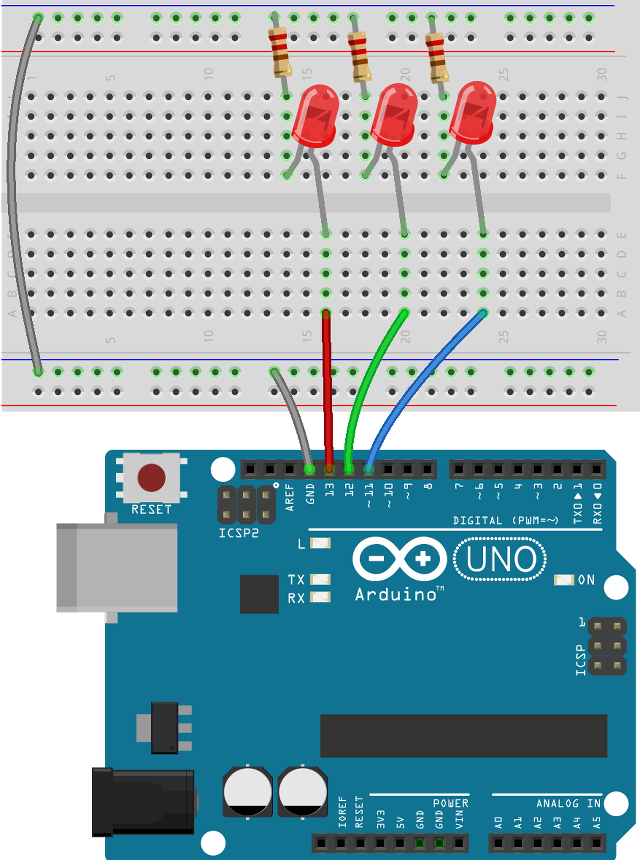 1 5 10 15 20 25 30
J
I
H
G
F
E
D
C
B
A
1 5 10 15 20 25 30
RESET
ICSP2
AREF
GND
13
12
~11
~10
~9
8
7
~6
~5
4
~3
2
TX0▶1
RX0◀0
DIGITAL (PWM=~)
L
TX
RX
UNO
Arduino™
ON
1
ICSP
IOREF
RESET
3V3
5V
GND
GND
VIN
POWER
ANALOG IN
A0
A1
A2
A3
A4
A5